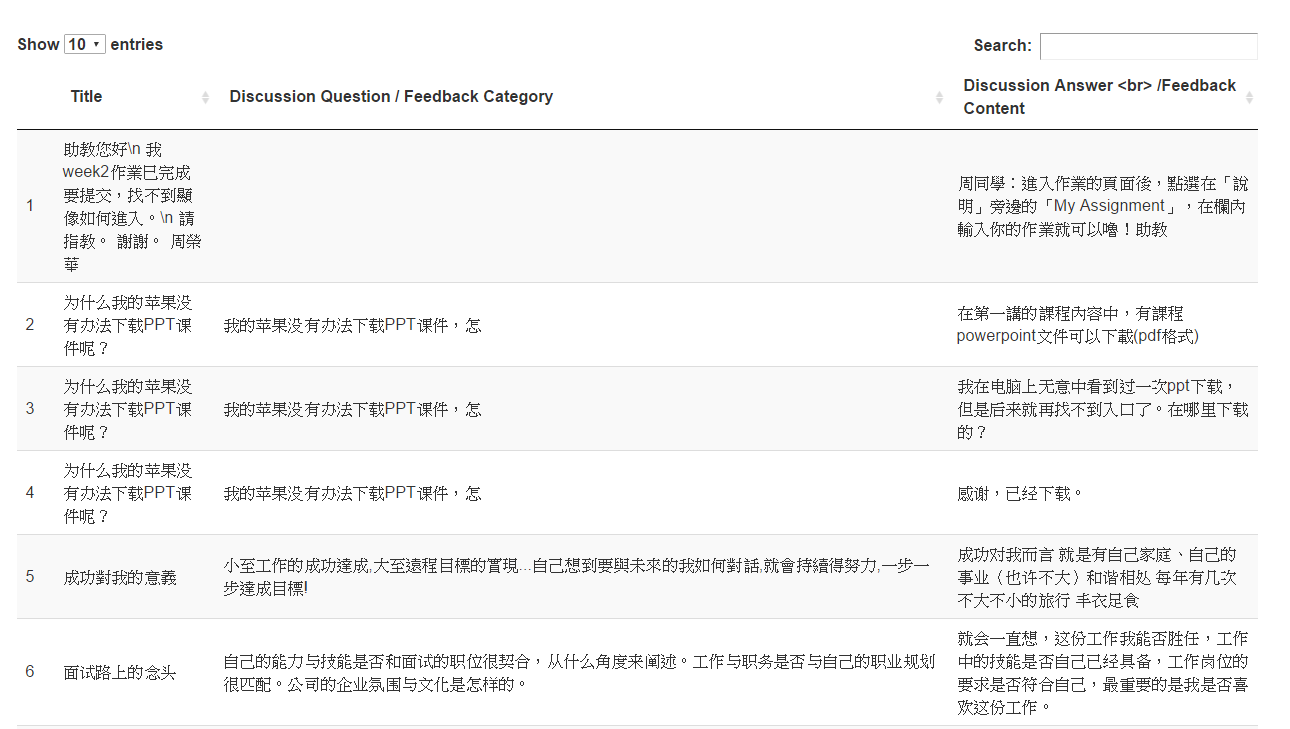 Show 10 entries
Search:
Title
Discussion Question / Feedback Category
Discussion Answer <br> /Feedback
Content
1
助教您好\n 我
week2作業已完成
要提交，找不到顯
像如何進入。\n 請
指教。 謝謝。 周榮
華
周同學：進入作業的頁面後，點選在「說
明」旁邊的「My Assignment」，在欄內
輸入你的作業就可以嚕！助教
2
为什么我的苹果没
有办法下载PPT课
件呢？
我的苹果没有办法下载PPT课件，怎
在第一講的課程內容中，有課程
powerpoint文件可以下載(pdf格式)
3
为什么我的苹果没
有办法下载PPT课
件呢？
我的苹果没有办法下载PPT课件，怎
我在电脑上无意中看到过一次ppt下载，
但是后来就再找不到入口了。在哪里下载
的？
4
为什么我的苹果没
有办法下载PPT课
件呢？
我的苹果没有办法下载PPT课件，怎
感谢，已经下载。
5
成功對我的意義
小至工作的成功達成,大至遠程目標的實現...自己想到要與未來的我如何對話,就會持續得努力,一步一
步達成目標!
成功对我而言 就是有自己家庭、自己的
事业（也许不大）和谐相处 每年有几次
不大不小的旅行 丰衣足食
6
面试路上的念头
自己的能力与技能是否和面试的职位很契合，从什么角度来阐述。工作与职务是否与自己的职业规划
很匹配。公司的企业氛围与文化是怎样的。
就会一直想，这份工作我能否胜任，工作
中的技能是否自己已经具备，工作岗位的
要求是否符合自己，最重要的是我是否喜
欢这份工作。